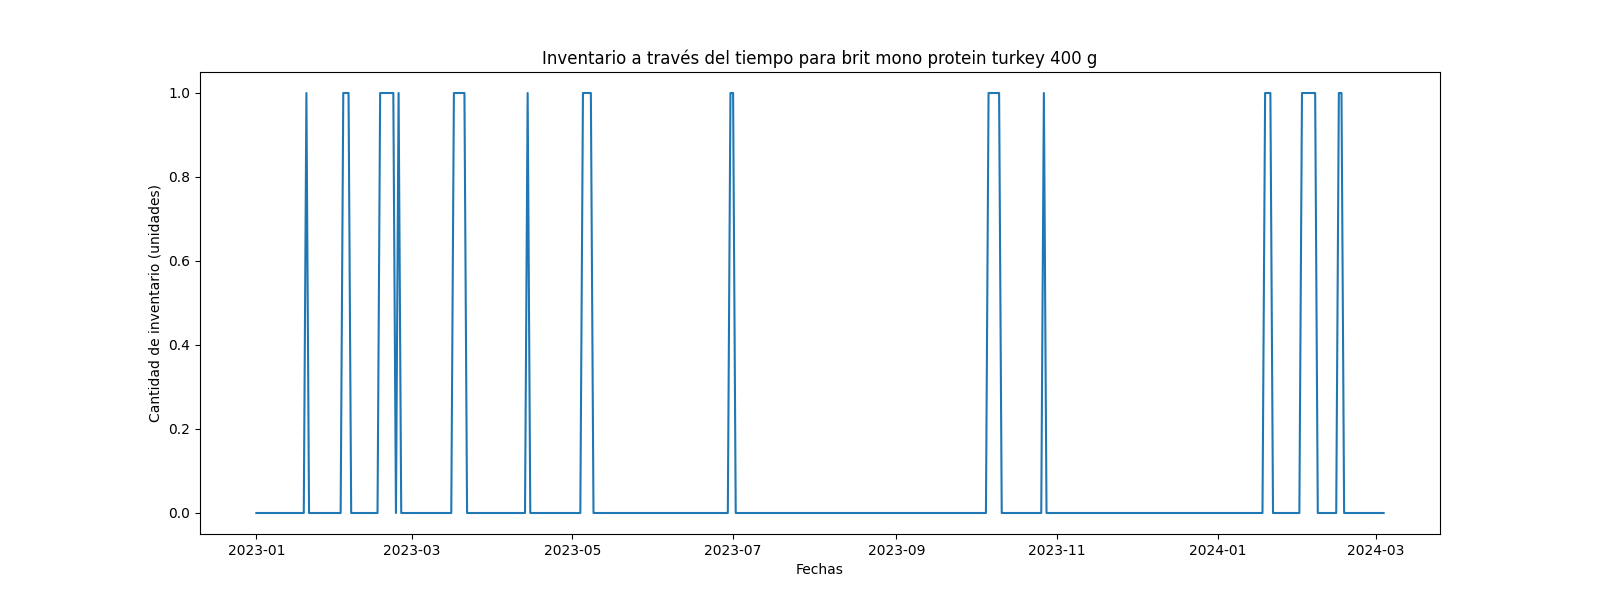 Inventario a través del tiempo para brit mono protein turkey 400 g
Cantidad de inventario (unidades)
1.0
0.8
0.6
0.4
0.2
0.0
2023-01 2023-03 2023-05 2023-07 2023-09 2023-11 2024-01 2024-03
Fechas